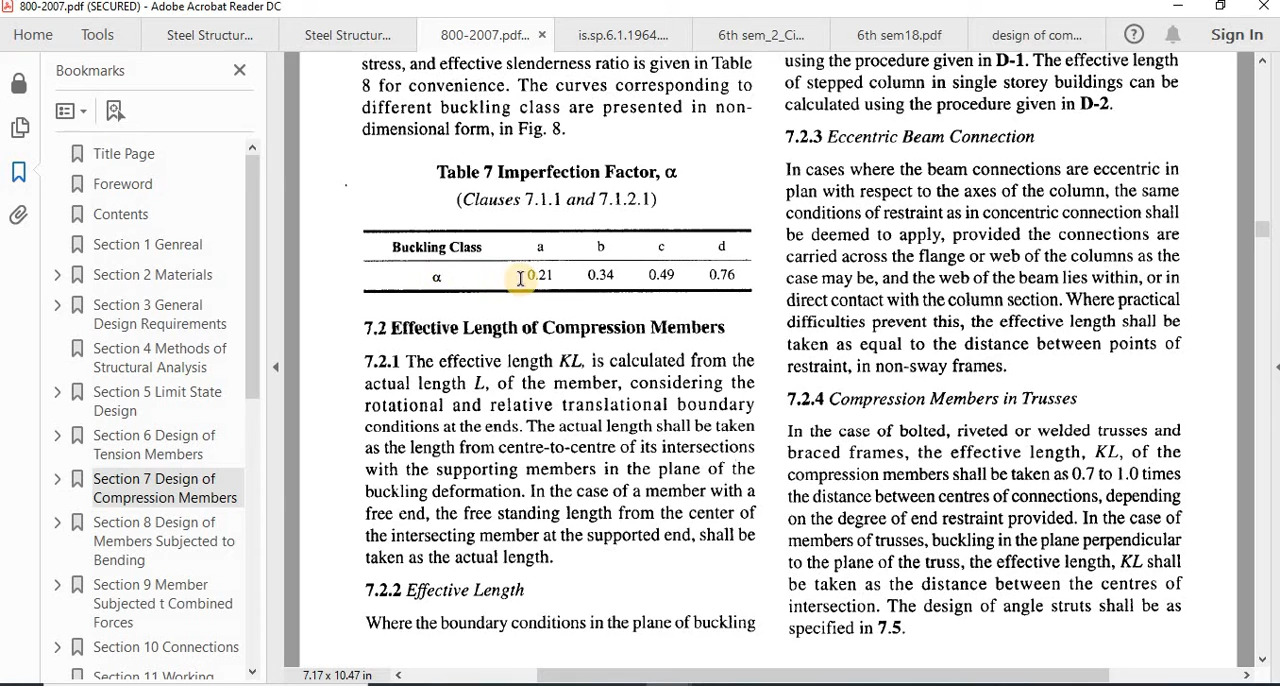 800-2007.pdf (SECURED) - Adobe Acrobat Reader DC
Home
Tools
Steel Structur...
Steel Structur...
800-2007.pdf...
is.sp.6.1.1964....
6th sem_2_Ci...
6th sem18.pdf
design of com...
Sign In
Bookmarks
Title Page
Foreword
Contents
Section 1 Genreal
Section 2 Materials
Section 3 General
Design Requirements
Section 4 Methods of
Structural Analysis
Section 5 Limit State
Design
Section 6 Design of
Tension Members
Section 7 Design of
Compression Members
Section 8 Design of
Members Subjected to
Bending
Section 9 Member
Subjected t Combined
Forces
Section 10 Connections
Section 11 Working
stress, and effective slenderness ratio is given in Table
8 for convenience. The curves corresponding to
different buckling class are presented in non-
dimensional form, in Fig. 8.
Table 7 Imperfection Factor, α
(Clauses 7.1.1 and 7.1.2.1)
Buckling Class a b c d
α 0.21 0.34 0.49 0.76
7.2 Effective Length of Compression Members
7.2.1 The effective length KL, is calculated from the
actual length L, of the member, considering the
rotational and relative translational boundary
conditions at the ends. The actual length shall be taken
as the length from centre-to-centre of its intersections
with the supporting members in the plane of the
buckling deformation. In the case of a member with a
free end, the free standing length from the center of
the intersecting member at the supported end, shall be
taken as the actual length.
7.2.2 Effective Length
Where the boundary conditions in the plane of buckling
using the procedure given in D-1. The effective length
of stepped column in single storey buildings can be
calculated using the procedure given in D-2.
7.2.3 Eccentric Beam Connection
In cases where the beam connections are eccentric in
plan with respect to the axes of the column, the same
conditions of restraint as in concentric connection shall
be deemed to apply, provided the connections are
carried across the flange or web of the columns as the
case may be, and the web of the beam lies within, or in
direct contact with the column section. Where practical
difficulties prevent this, the effective length shall be
taken as equal to the distance between points of
restraint, in non-sway frames.
7.2.4 Compression Members in Trusses
In the case of bolted, riveted or welded trusses and
braced frames, the effective length, KL, of the
compression members shall be taken as 0.7 to 1.0 times
the distance between centres of connections, depending
on the degree of end restraint provided. In the case of
members of trusses, buckling in the plane perpendicular
to the plane of the truss, the effective length, KL shall
be taken as the distance between the centres of
intersection. The design of angle struts shall be as
specified in 7.5.
7.17 x 10.47 in